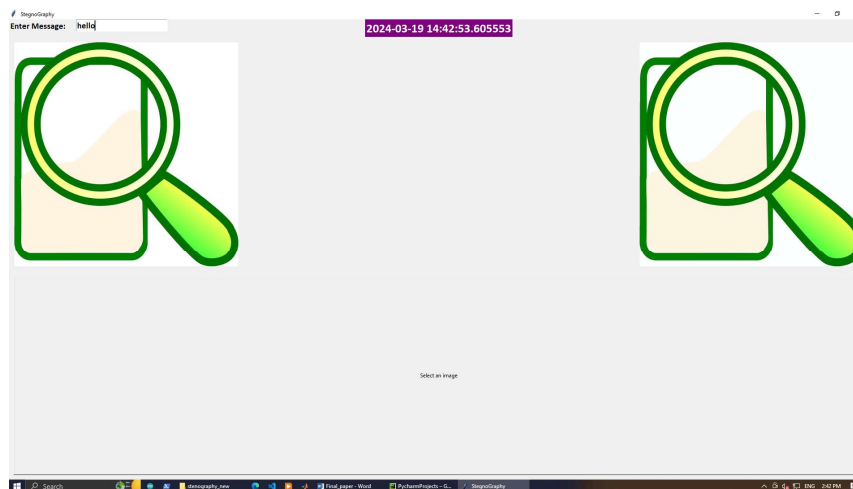 StegnoGraphy
Enter Message: hello
2024-03-19 14:42:53.605553
Select an image
Search stenography_new Final_paper - Word PycharmProjects – G... StegnoGraphy ENG 2:42 PM